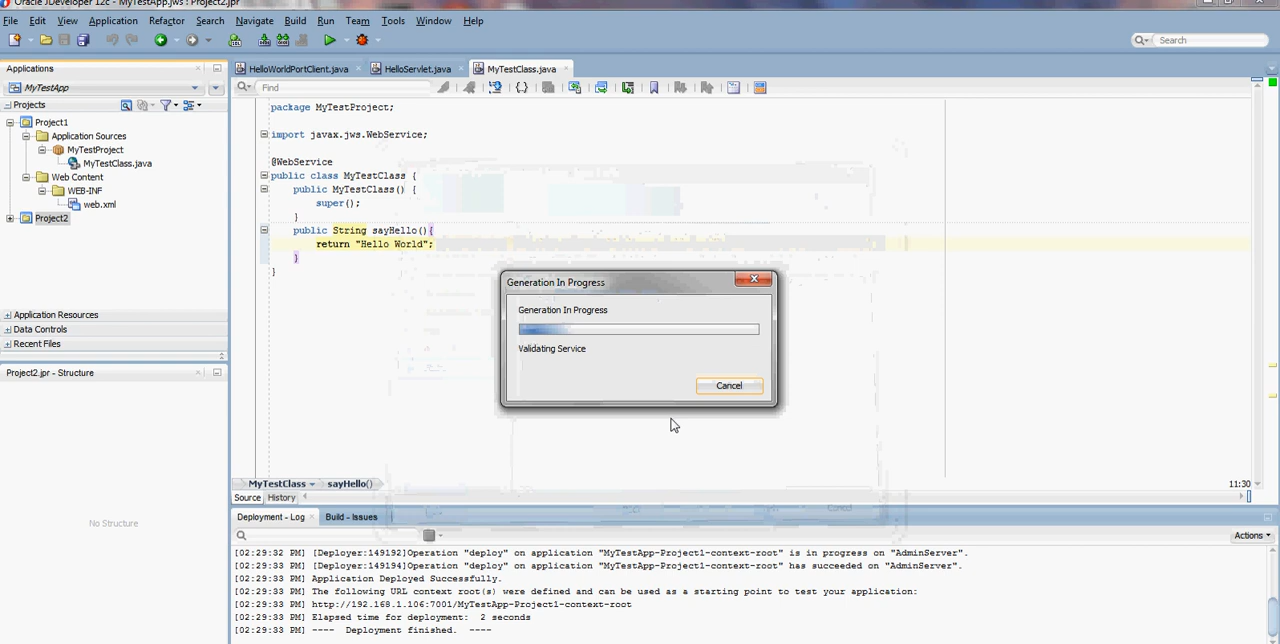 Oracle JDeveloper 12c - MyTestApp.jws : Project2.jpr
File Edit View Application Refactor Search Navigate Build Run Team Tools Window Help
Search
Applications
MyTestApp
Projects
Project1
Application Sources
MyTestProject
MyTestClass.java
Web Content
WEB-INF
web.xml
Project2
Application Resources
Data Controls
Recent Files
Project2.jpr - Structure
No Structure
HelloWorldPortClient.java HelloServlet.java MyTestClass.java
Find
package MyTestProject;
import javax.jws.WebService;
@WebService
public class MyTestClass {
public MyTestClass() {
super();
}
public String sayHello(){
return "Hello World";
}
}
Generation In Progress
Generation In Progress
Validating Service
Cancel
MyTestClass sayHello()
11:30
Source History
Deployment - Log Build - Issues
Actions
[02:29:32 PM] [Deployer:149192]Operation "deploy" on application "MyTestApp-Project1-context-root" is in progress on "AdminServer".
[02:29:33 PM] [Deployer:149194]Operation "deploy" on application "MyTestApp-Project1-context-root" has succeeded on "AdminServer".
[02:29:33 PM] Application Deployed Successfully.
[02:29:33 PM] The following URL context root(s) were defined and can be used as a starting point to test your application:
[02:29:33 PM] http://192.168.1.106:7001/MyTestApp-Project1-context-root
[02:29:33 PM] Elapsed time for deployment: 2 seconds
[02:29:33 PM] ---- Deployment finished. ----